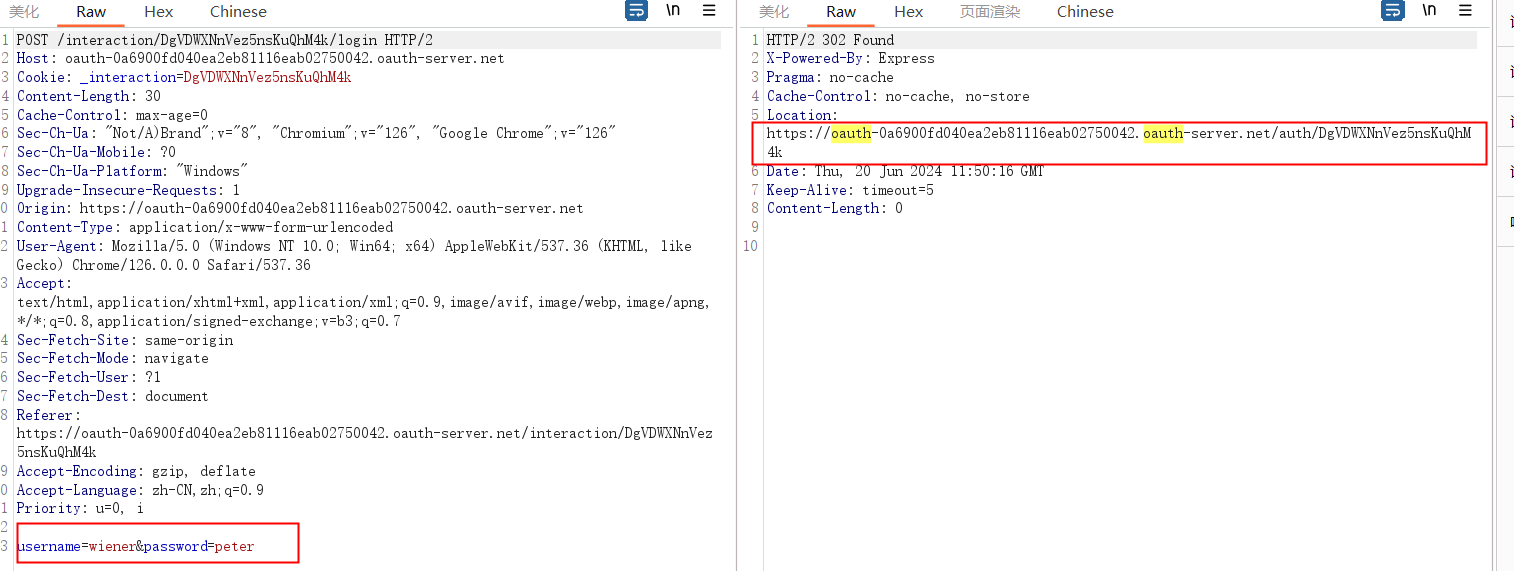 美化 Raw Hex Chinese \n
1 POST /interaction/DgVDWXNnVez5nsKuQhM4k/login HTTP/2
2 Host: oauth-0a6900fd040ea2eb81116eab02750042.oauth-server.net
3 Cookie: _interaction=DgVDWXNnVez5nsKuQhM4k
4 Content-Length: 30
5 Cache-Control: max-age=0
6 Sec-Ch-Ua: "Not/A)Brand";v="8", "Chromium";v="126", "Google Chrome";v="126"
7 Sec-Ch-Ua-Mobile: ?0
8 Sec-Ch-Ua-Platform: "Windows"
9 Upgrade-Insecure-Requests: 1
0 Origin: https://oauth-0a6900fd040ea2eb81116eab02750042.oauth-server.net
1 Content-Type: application/x-www-form-urlencoded
2 User-Agent: Mozilla/5.0 (Windows NT 10.0; Win64; x64) AppleWebKit/537.36 (KHTML, like
Gecko) Chrome/126.0.0.0 Safari/537.36
3 Accept:
text/html,application/xhtml+xml,application/xml;q=0.9,image/avif,image/webp,image/apng,
*/*;q=0.8,application/signed-exchange;v=b3;q=0.7
4 Sec-Fetch-Site: same-origin
5 Sec-Fetch-Mode: navigate
6 Sec-Fetch-User: ?1
7 Sec-Fetch-Dest: document
8 Referer:
https://oauth-0a6900fd040ea2eb81116eab02750042.oauth-server.net/interaction/DgVDWXNnVez
5nsKuQhM4k
9 Accept-Encoding: gzip, deflate
0 Accept-Language: zh-CN,zh;q=0.9
1 Priority: u=0, i
2
3 username=wiener&password=peter
美化 Raw Hex 页面渲染 Chinese \n
1 HTTP/2 302 Found
2 X-Powered-By: Express
3 Pragma: no-cache
4 Cache-Control: no-cache, no-store
5 Location:
https://oauth-0a6900fd040ea2eb81116eab02750042.oauth-server.net/auth/DgVDWXNnVez5nsKuQhM
4k
6 Date: Thu, 20 Jun 2024 11:50:16 GMT
7 Keep-Alive: timeout=5
8 Content-Length: 0
9
10